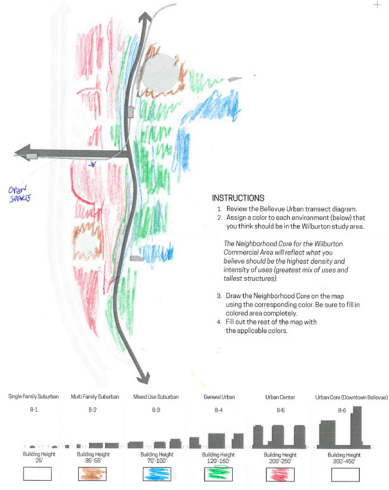 OPEN
SPACES
INSTRUCTIONS
1. Review the Bellevue Urban transect diagram.
2. Assign a color to each environment (below) that
you think should be in the Wilburton study area.
The Neighborhood Core for the Wilburton
Commercial Area will reflect what you
believe should be the highest density and
intensity of uses (greatest mix of uses and
tallest structures).
3. Draw the Neighborhood Core on the map
using the corresponding color. Be sure to fill in
colored area completely.
4. Fill out the rest of the map with
the applicable colors.
Single Family Suburban Multi Family Suburban Mixed Use Suburban General Urban Urban Center Urban Core (Downtown Bellevue)
B-1 B-2 B-3 B-4 B-5 B-6
Building Height Building Height Building Height Building Height Building Height Building Height
70'-100' 120'-160' 200'-250' 300'-450'